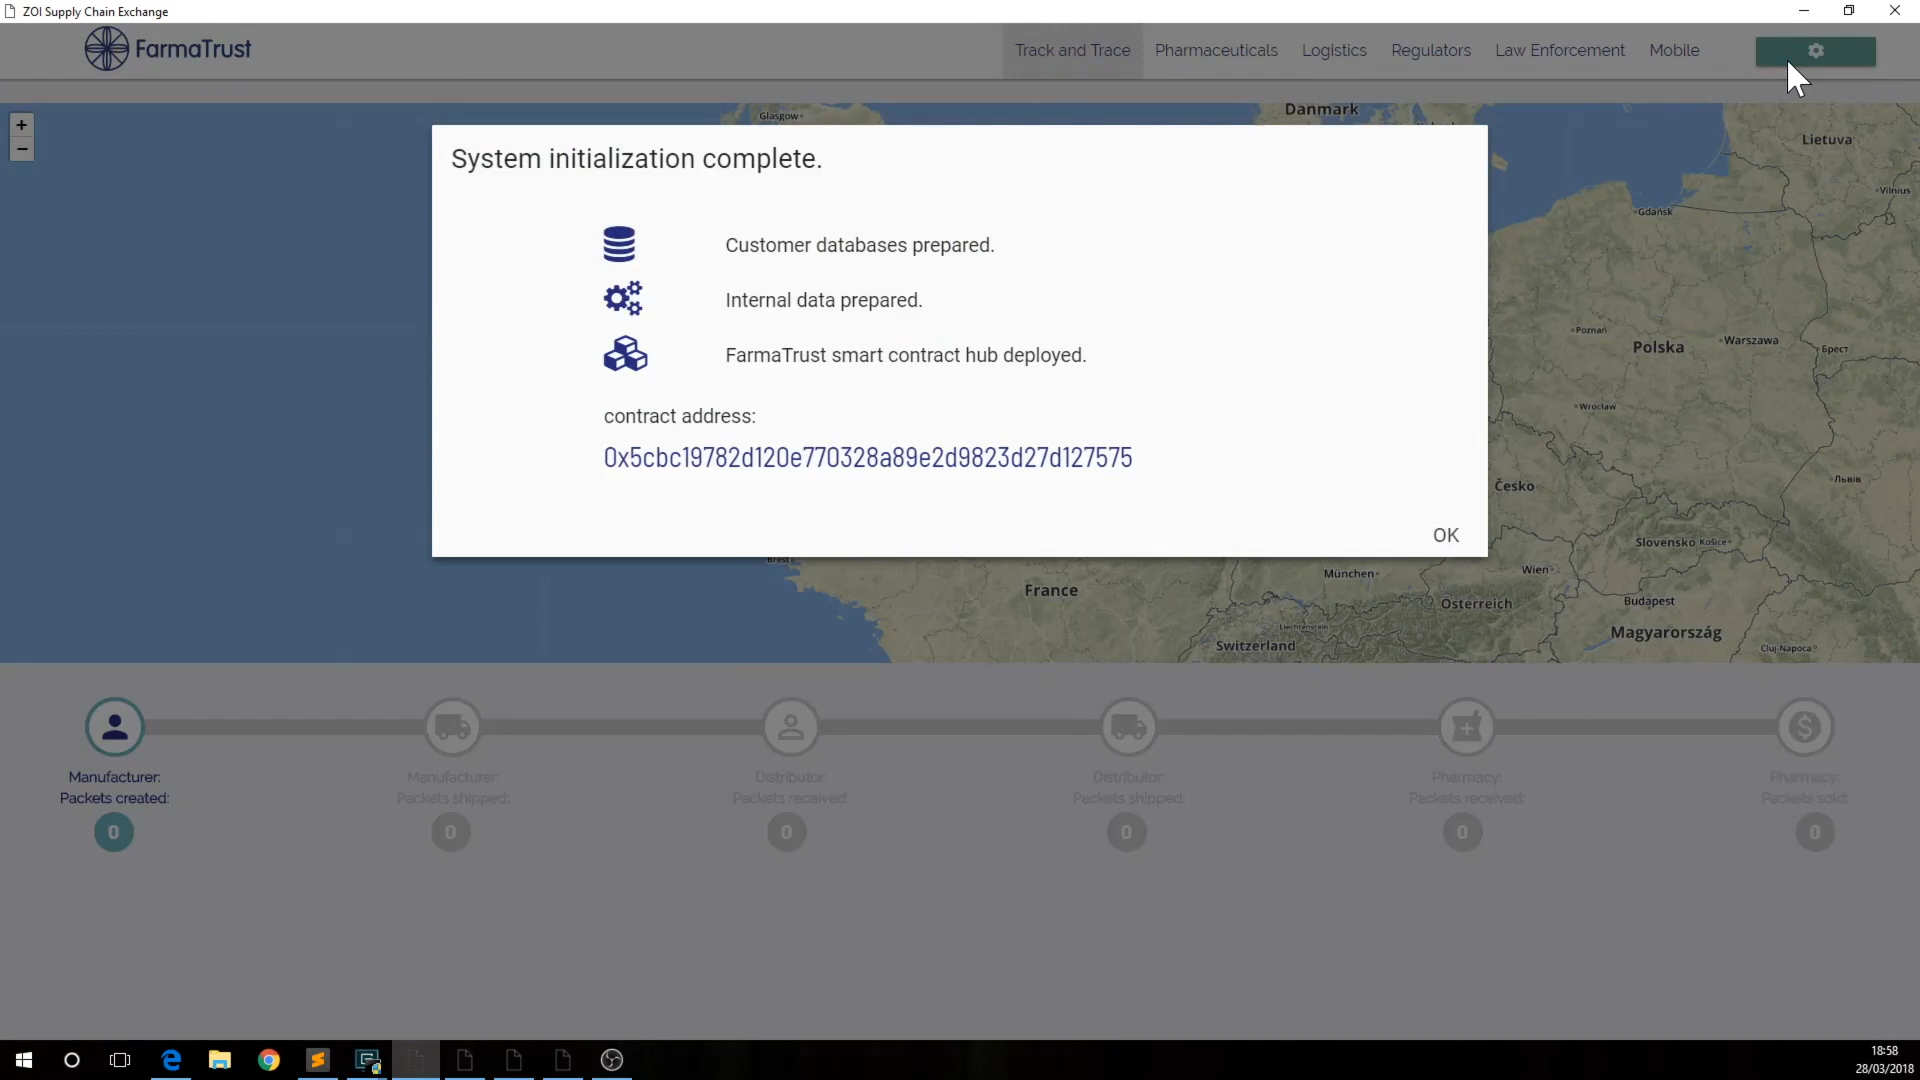 ZOI Supply Chain Exchange
FarmaTrust
Track and Trace
Pharmaceuticals
Logistics
Regulators
Law Enforcement
Mobile
+
−
Glasgow
Danmark
Lietuva
Vilnius
Gdańsk
Poznań
Polska
Warszawa
Брест
Wrocław
Česko
Львів
Slovensko
Košice
München
Wien
France
Österreich
Budapest
Liechtenstein
Magyarország
Switzerland
Cluj-Napoca
Brest
System initialization complete.
Customer databases prepared.
Internal data prepared.
FarmaTrust smart contract hub deployed.
contract address:
0x5cbc19782d120e770328a89e2d9823d27d127575
OK
Manufacturer:
Packets created:
0
Manufacturer:
Packets shipped:
0
Distributor:
Packets received:
0
Distributor:
Packets shipped:
0
Pharmacy:
Packets received:
0
Pharmacy:
Packets sold:
0
18:58
28/03/2018